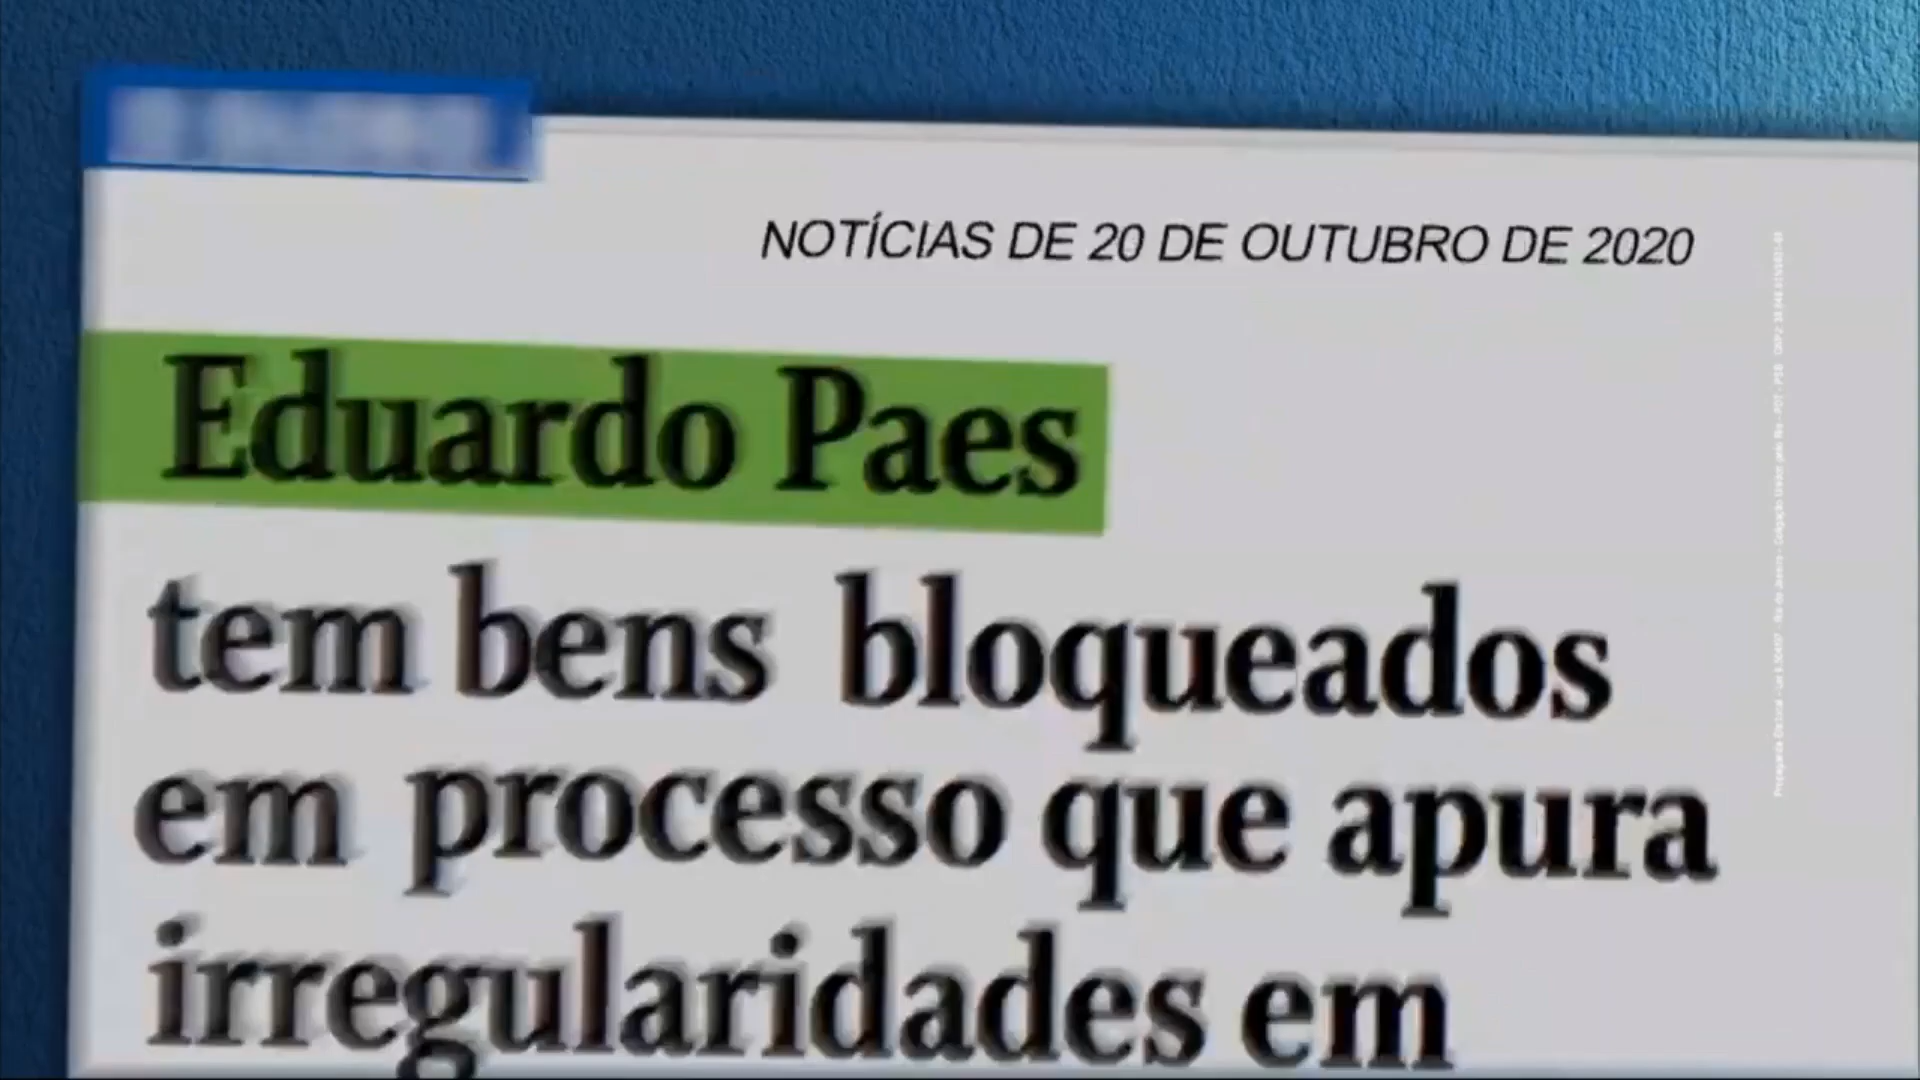 NOTÍCIAS DE 20 DE OUTUBRO DE 2020
Eduardo Paes
tem bens bloqueados
em processo que apura
irregularidades em